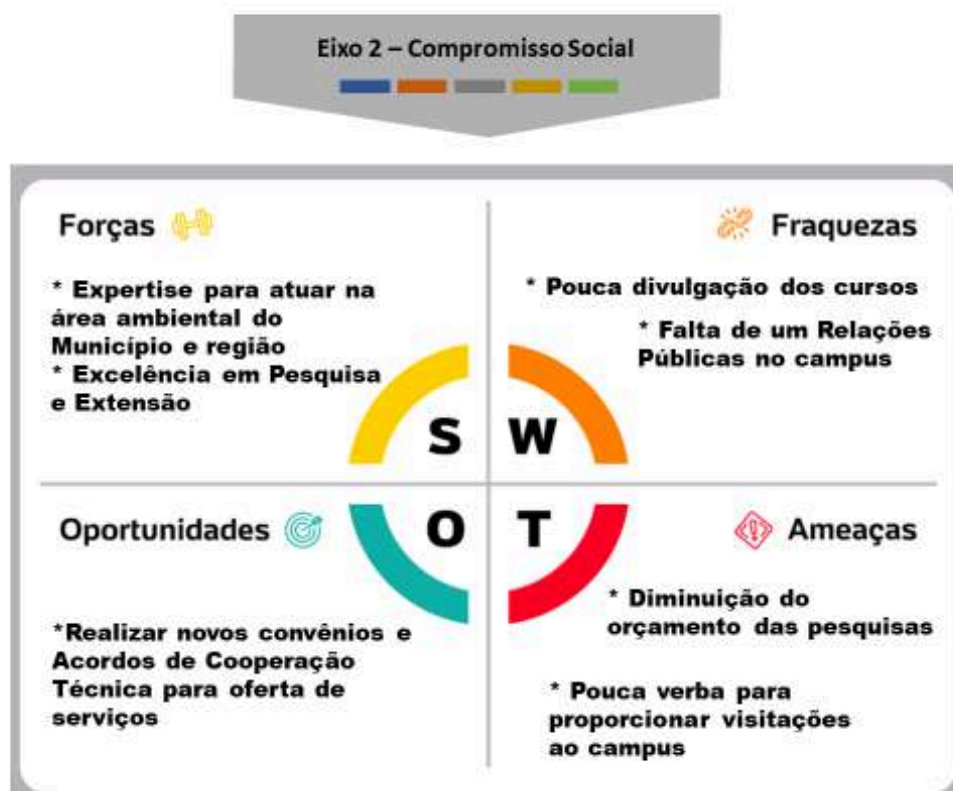 Eixo 2 – Compromisso Social
Forças
* Expertise para atuar na
área ambiental do
Município e região
* Excelência em Pesquisa
e Extensão
Fraquezas
* Pouca divulgação dos cursos
* Falta de um Relações
Públicas no campus
S
W
Oportunidades
*Realizar novos convênios e
Acordos de Cooperação
Técnica para oferta de
serviços
O
T
Ameaças
* Diminuição do
orçamento das pesquisas
* Pouca verba para
proporcionar visitações
ao campus